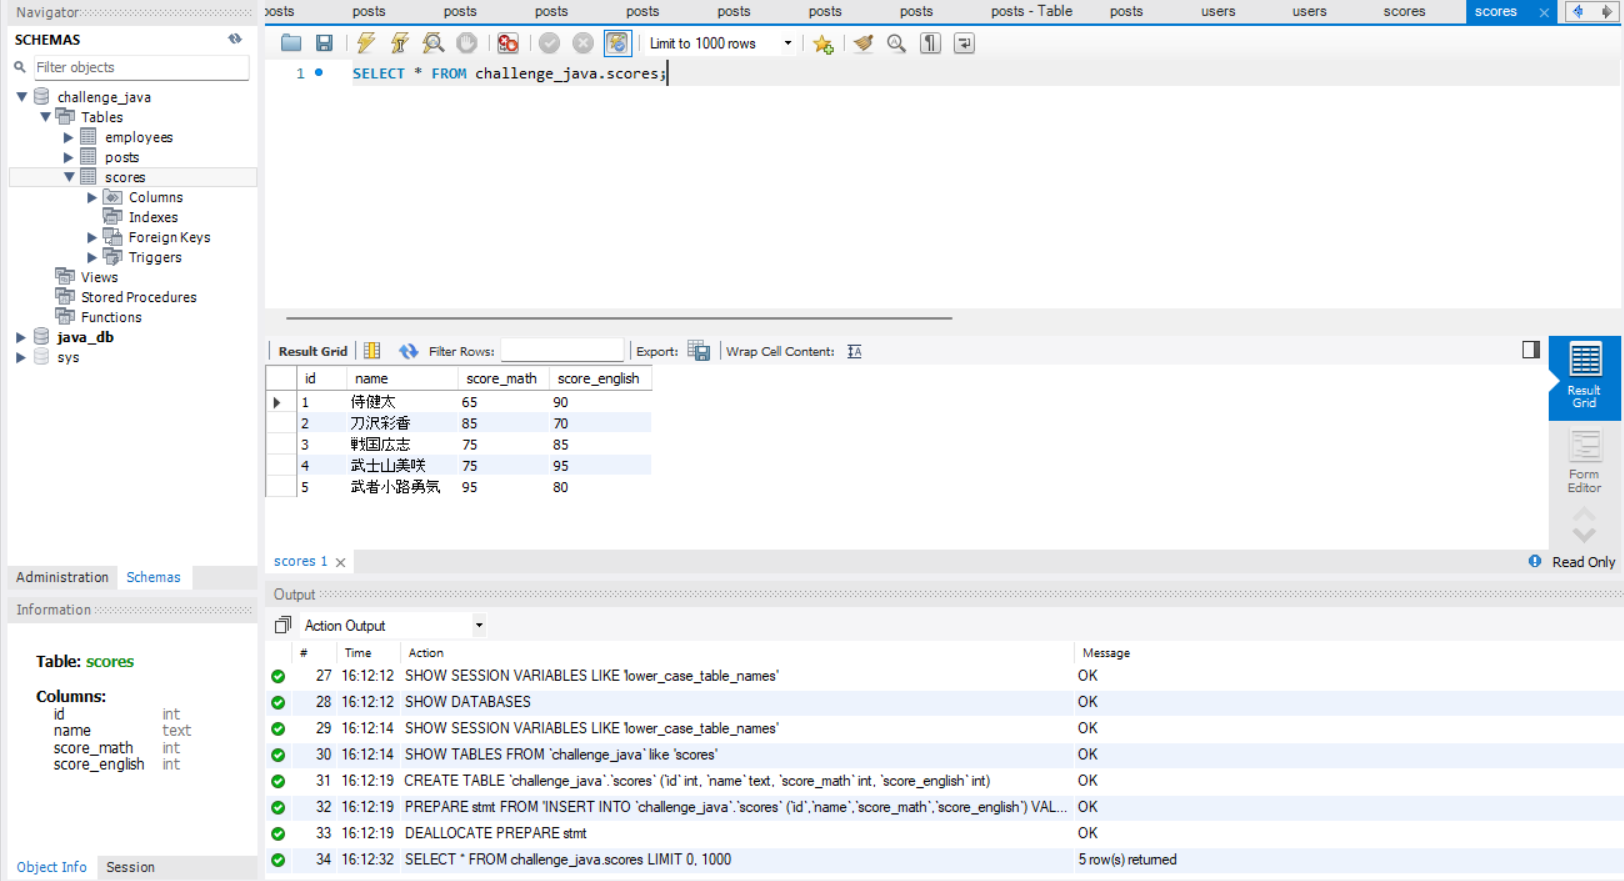 Navigator
posts posts posts posts posts posts posts posts posts - Table posts users users scores scores
SCHEMAS
Filter objects
challenge_java
Tables
employees
posts
scores
Columns
Indexes
Foreign Keys
Triggers
Views
Stored Procedures
Functions
java_db
sys
Administration Schemas
Information
Table: scores
Columns:
id int
name text
score_math int
score_english int
Object Info Session
Limit to 1000 rows
1 SELECT * FROM challenge_java.scores;
Result Grid Filter Rows: Export: Wrap Cell Content:
id name score_math score_english
1 侍健太 65 90
2 刀沢彩香 85 70
3 戦国広志 75 85
4 武士山美咲 75 95
5 武者小路勇気 95 80
Result
Grid
Form
Editor
scores 1 Read Only
Output
Action Output
# Time Action Message
27 16:12:12 SHOW SESSION VARIABLES LIKE 'lower_case_table_names' OK
28 16:12:12 SHOW DATABASES OK
29 16:12:14 SHOW SESSION VARIABLES LIKE 'lower_case_table_names' OK
30 16:12:14 SHOW TABLES FROM `challenge_java` like 'scores' OK
31 16:12:19 CREATE TABLE `challenge_java`.`scores` (`id` int, `name` text, `score_math` int, `score_english` int) OK
32 16:12:19 PREPARE stmt FROM 'INSERT INTO `challenge_java`.`scores` (`id`,`name`,`score_math`,`score_english`) VAL... OK
33 16:12:19 DEALLOCATE PREPARE stmt OK
34 16:12:32 SELECT * FROM challenge_java.scores LIMIT 0, 1000 5 row(s) returned